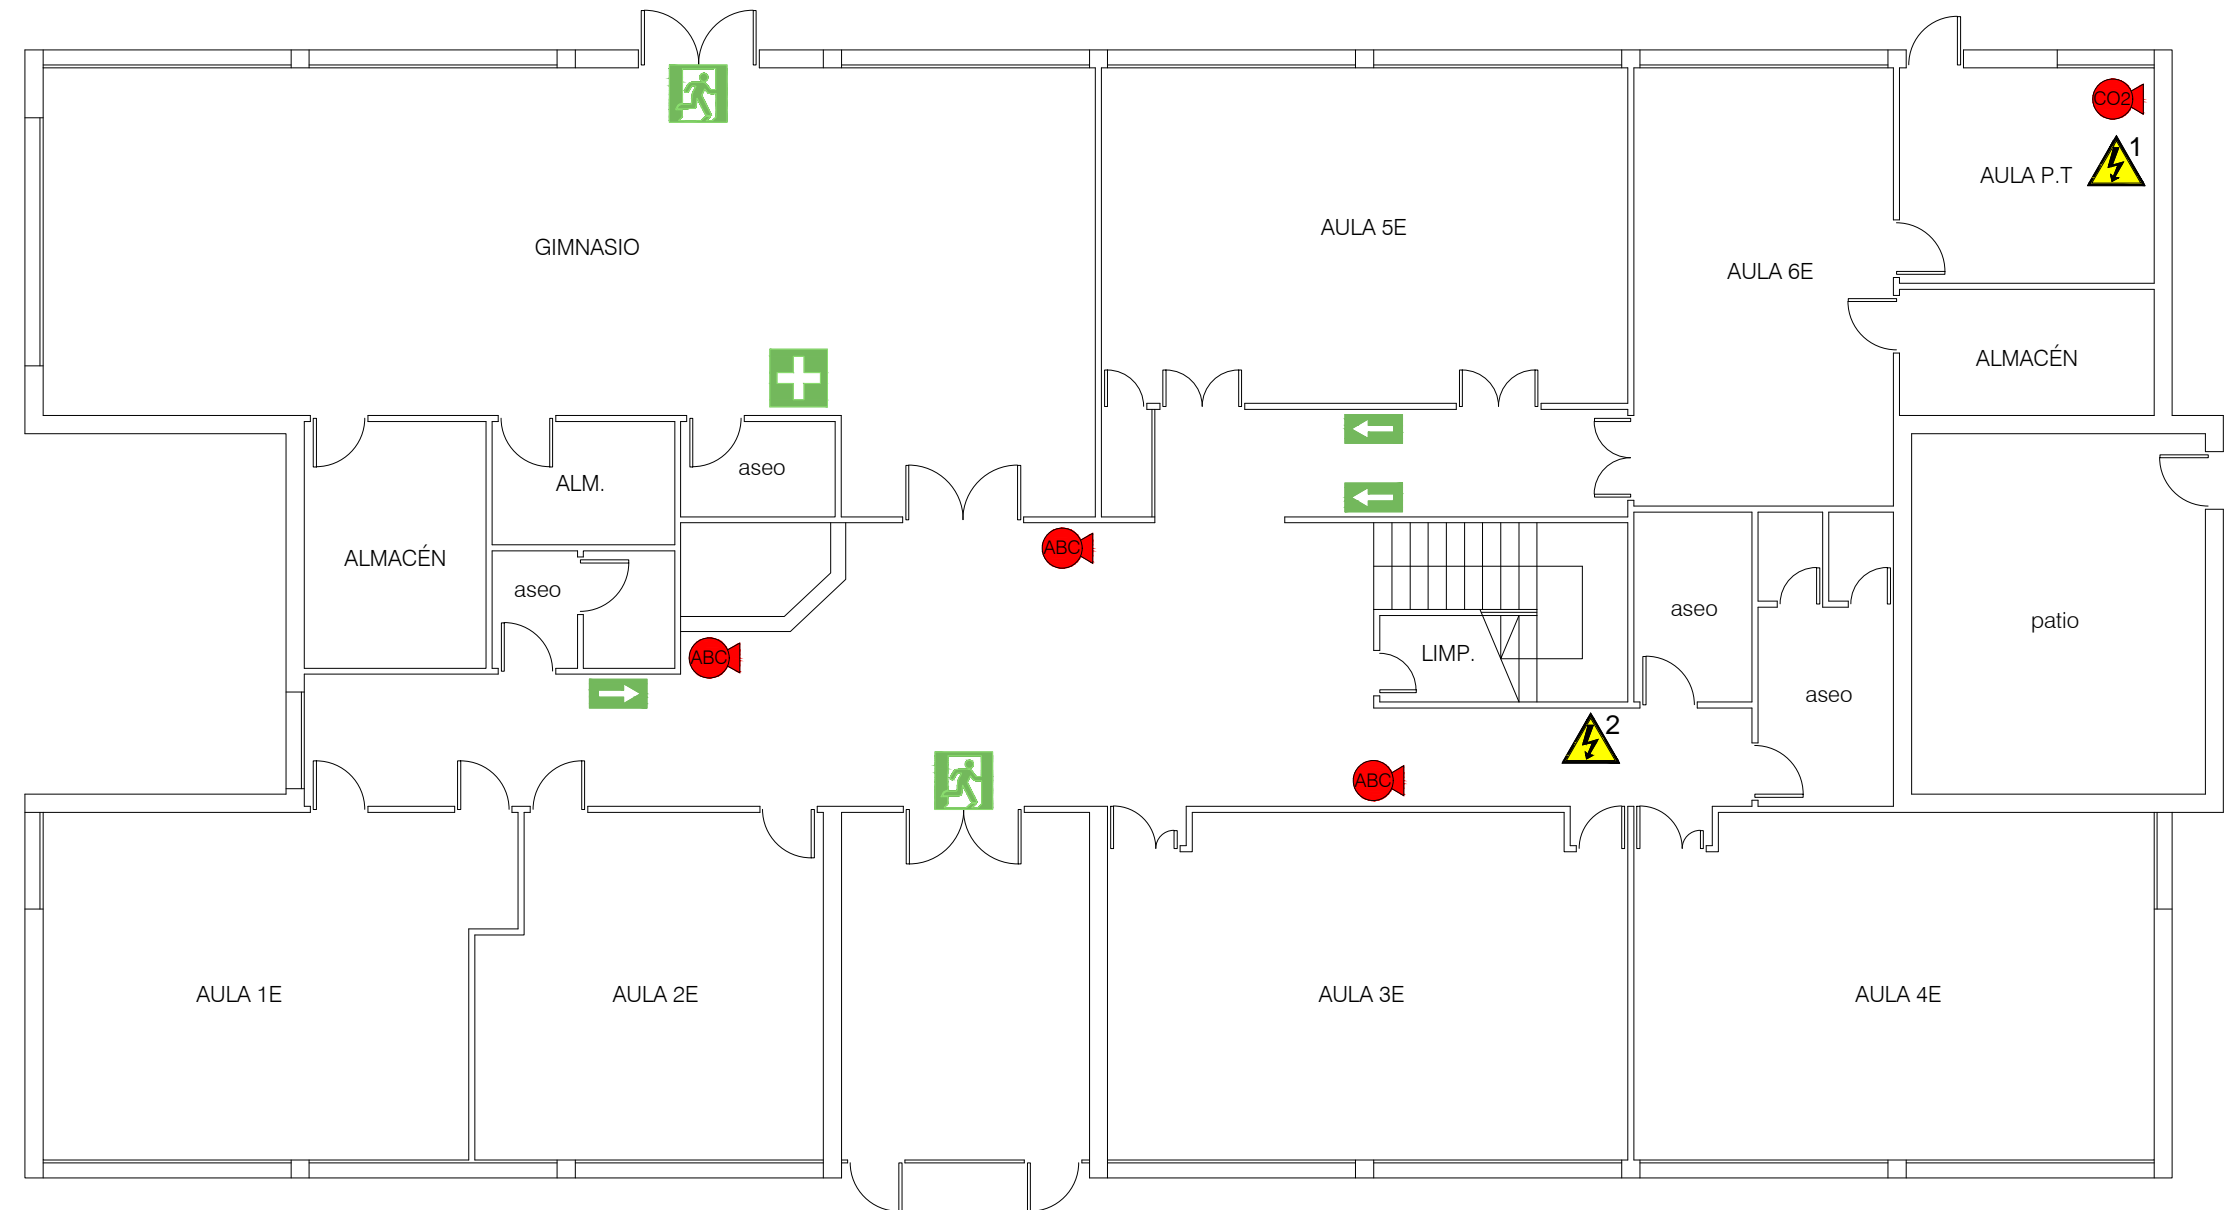 CO2
1
AULA P.T
AULA 5E
GIMNASIO
AULA 6E
ALMACÉN
aseo
ALM.
ABC
ALMACÉN
aseo
aseo
patio
ABC
LIMP.
aseo
2
ABC
AULA 1E
AULA 2E
AULA 3E
AULA 4E